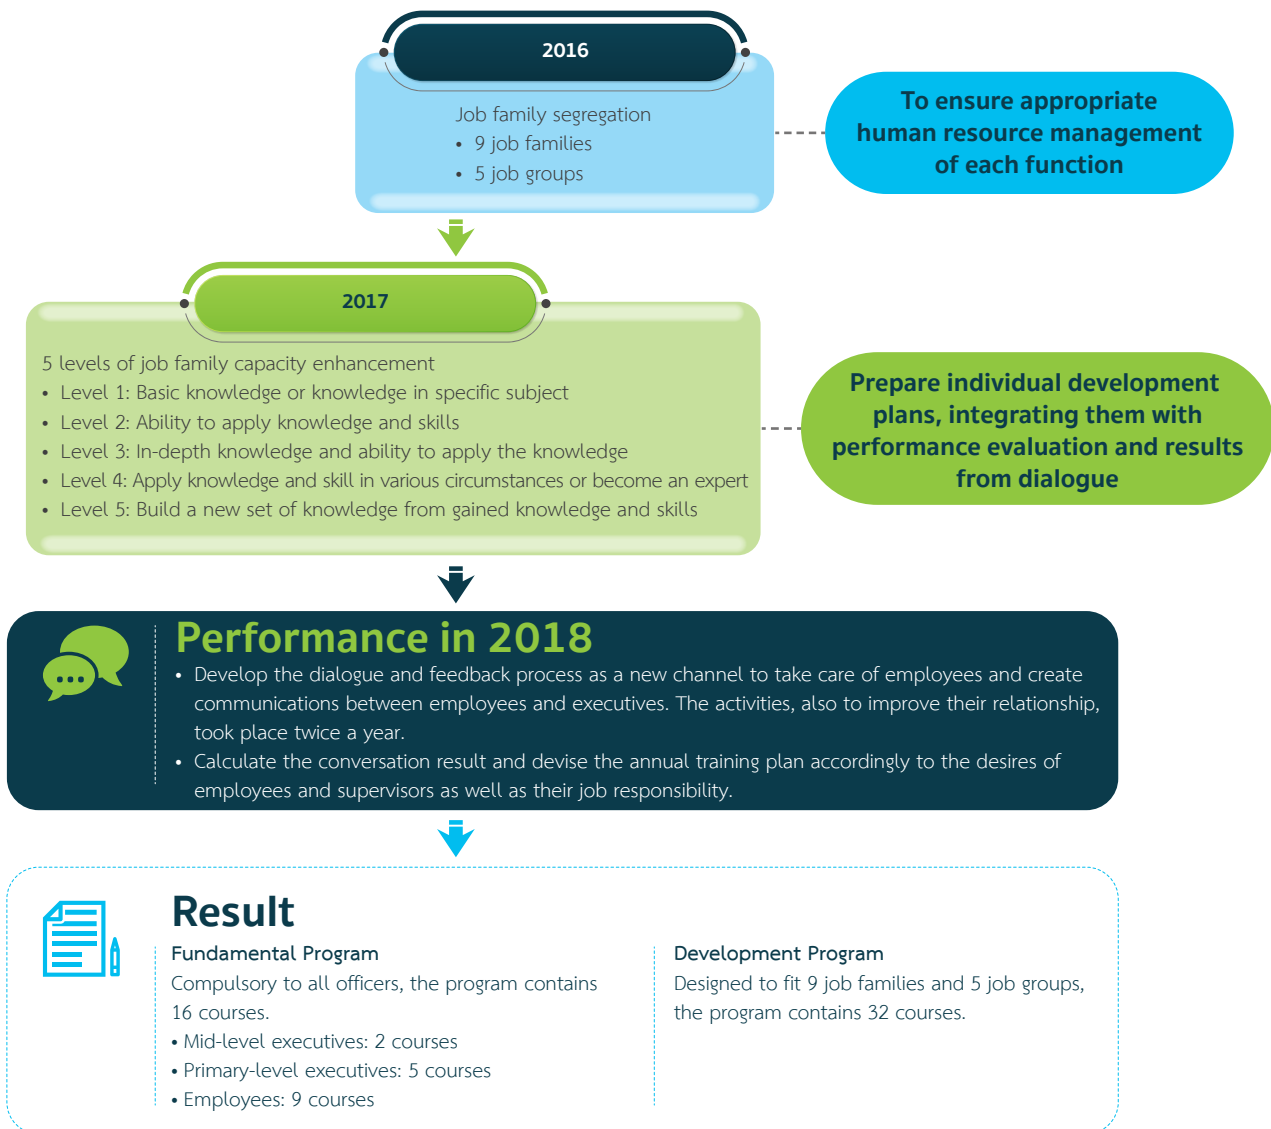 2016
Job family segregation
• 9 job families
• 5 job groups
To ensure appropriate
human resource management
of each function
2017
5 levels of job family capacity enhancement
• Level 1: Basic knowledge or knowledge in specific subject
• Level 2: Ability to apply knowledge and skills
• Level 3: In-depth knowledge and ability to apply the knowledge
• Level 4: Apply knowledge and skill in various circumstances or become an expert
• Level 5: Build a new set of knowledge from gained knowledge and skills
Prepare individual development
plans, integrating them with
performance evaluation and results
from dialogue
Performance in 2018
• Develop the dialogue and feedback process as a new channel to take care of employees and create
communications between employees and executives. The activities, also to improve their relationship,
took place twice a year.
• Calculate the conversation result and devise the annual training plan accordingly to the desires of
employees and supervisors as well as their job responsibility.
Result
Fundamental Program
Compulsory to all officers, the program contains
16 courses.
• Mid-level executives: 2 courses
• Primary-level executives: 5 courses
• Employees: 9 courses
Development Program
Designed to fit 9 job families and 5 job groups,
the program contains 32 courses.